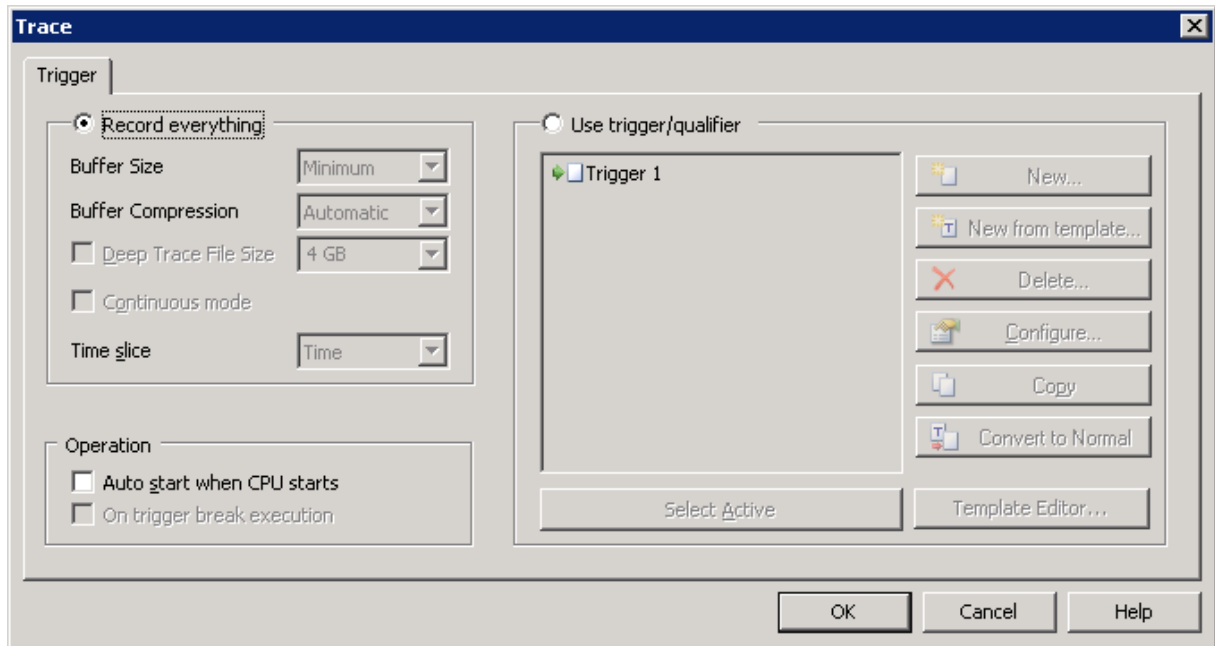 Trace
Trigger
Record everything
Buffer Size Minimum
Buffer Compression Automatic
Deep Trace File Size 4 GB
Continuous mode
Time slice Time
Operation
Auto start when CPU starts
On trigger break execution
Use trigger/qualifier
Trigger 1
New...
New from template...
Delete...
Configure...
Copy
Convert to Normal
Select Active
Template Editor...
OK Cancel Help